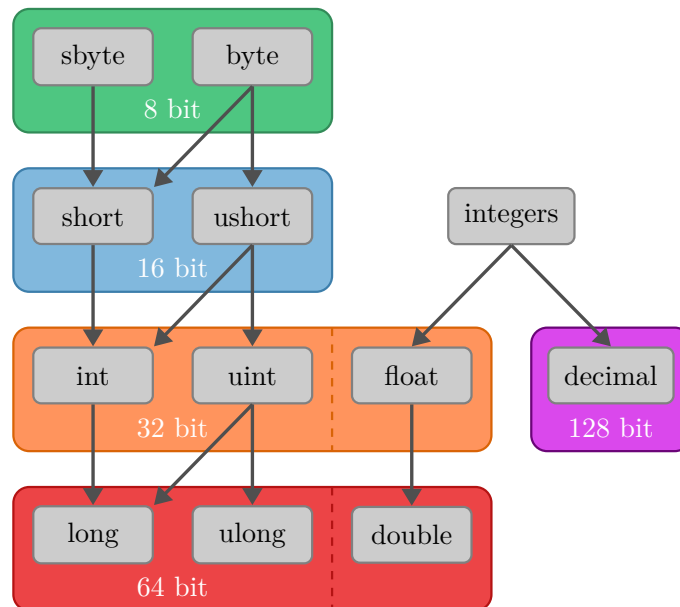 sbyte
byte
8 bit
short
ushort
integers
16 bit
int
uint
float
decimal
32 bit
128 bit
long
ulong
double
64 bit